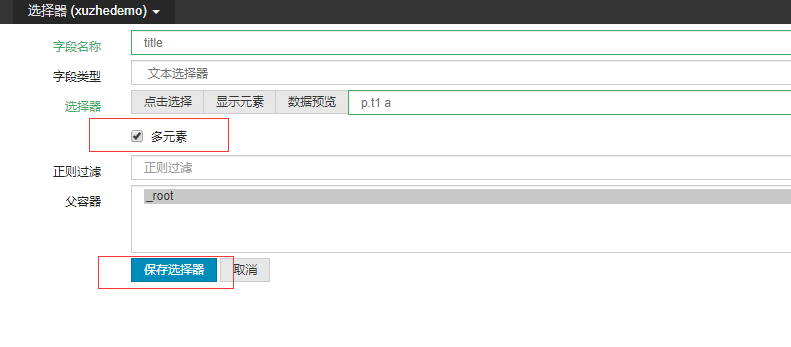 选择器 (xuzhedemo)
字段名称 title
字段类型 文本选择器
选择器 点击选择 显示元素 数据预览 p.t1 a
多元素
正则过滤 正则过滤
父容器 _root
保存选择器 取消